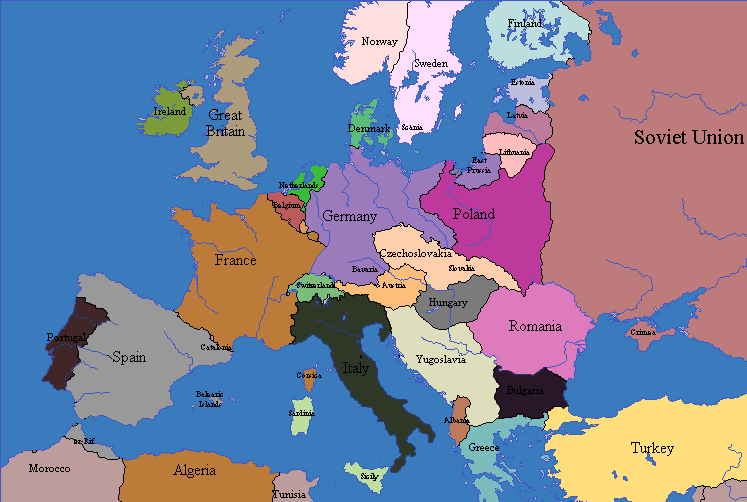 Finland
Norway
Sweden
Estonia
Ireland
Great
Britain
Denmark
Scania
Latvia
Soviet Union
Lithuania
East
Prussia
Netherlands
Belgium
Germany
Poland
France
Czechoslovakia
Bavaria
Slovakia
Switzerland
Austria
Hungary
Romania
Crimea
Portugal
Spain
Catalonia
Italy
Yugoslavia
Corsica
Bulgaria
Balearic
Islands
Sardinia
Albania
er-Rif
Greece
Turkey
Morocco
Algeria
Sicily
Tunisia